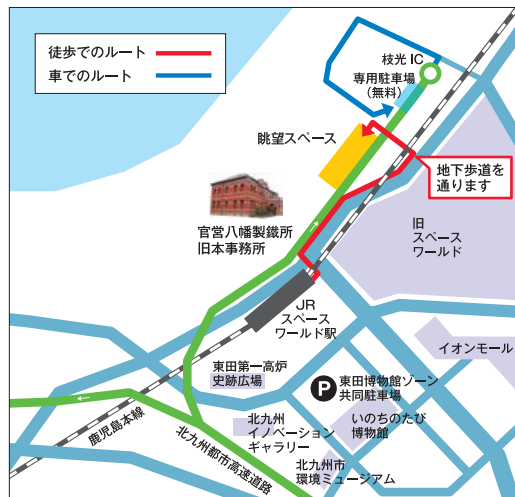 徒歩でのルート
車でのルート
枝光 IC
専用駐車場
（無料）
眺望スペース
地下歩道を
通ります
官営八幡製鐵所
旧本事務所
旧
スペース
ワールド
JR
スペース
ワールド駅
イオンモール
東田第一高炉
史跡広場
P
東田博物館ゾーン
共同駐車場
いのちのたび
博物館
北九州
イノベーション
ギャラリー
北九州市
環境ミュージアム
鹿児島本線
北九州都市高速道路